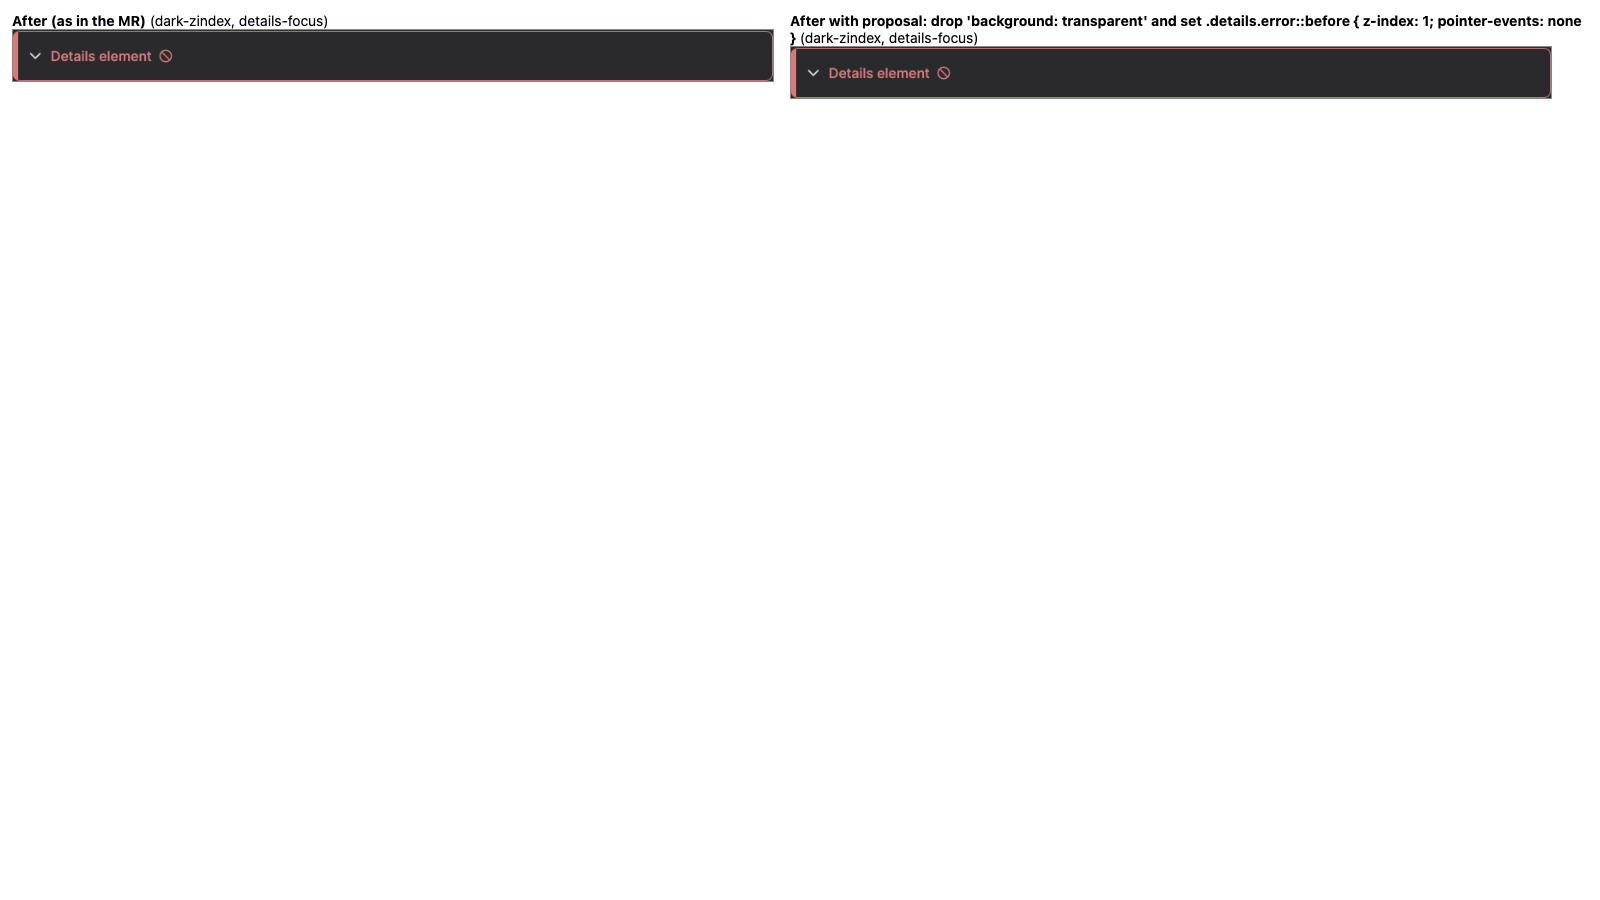 After (as in the MR) (dark-zindex, details-focus)
Details element
After with proposal: drop 'background: transparent' and set .details.error::before { z-index: 1; pointer-events: none
} (dark-zindex, details-focus)
Details element